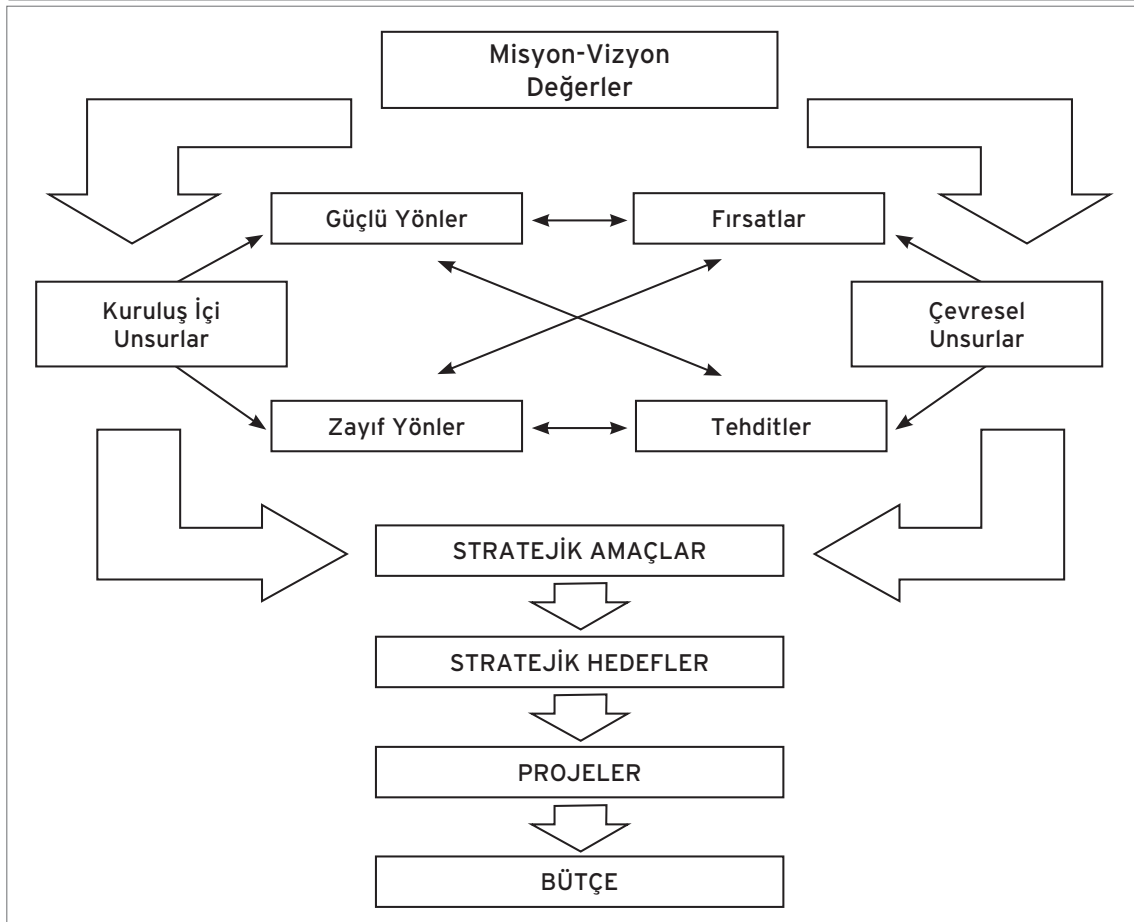 Misyon-Vizyon
Değerler
Güçlü Yönler
Fırsatlar
Kuruluş İçi
Unsurlar
Çevresel
Unsurlar
Zayıf Yönler
Tehditler
STRATEJİK AMAÇLAR
STRATEJİK HEDEFLER
PROJELER
BÜTÇE